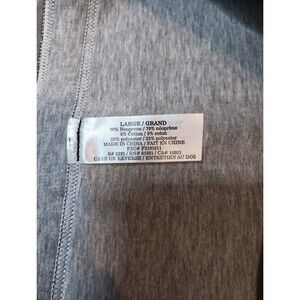 LARGE / GRAND
70% Neoprene / 70% néoprène
5% Cotton / 5% coton
25% polyester / 25% polyester
MADE IN CHINA / FAIT EN CHINE
CARE ON REVERSE / ENTRETIEN AU DOS